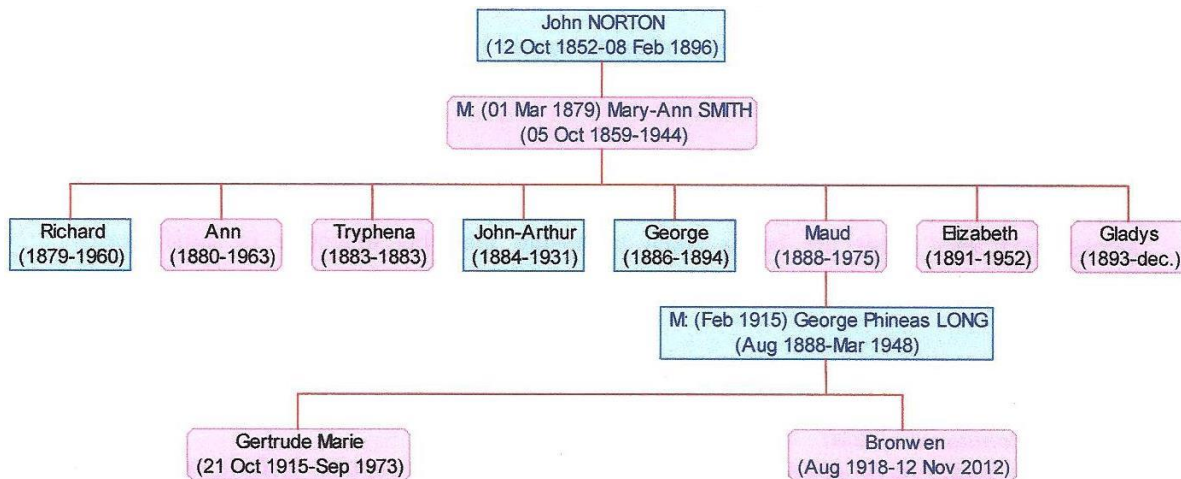 John NORTON
(12 Oct 1852-08 Feb 1896)
M: (01 Mar 1879) Mary-Ann SMITH
(05 Oct 1859-1944)
Richard
(1879-1960)
Ann
(1880-1963)
Tryphena
(1883-1883)
John-Arthur
(1884-1931)
George
(1886-1894)
Maud
(1888-1975)
Elizabeth
(1891-1952)
Gladys
(1893-dec.)
M: (Feb 1915) George Phineas LONG
(Aug 1888-Mar 1948)
Gertrude Marie
(21 Oct 1915-Sep 1973)
Bronwen
(Aug 1918-12 Nov 2012)